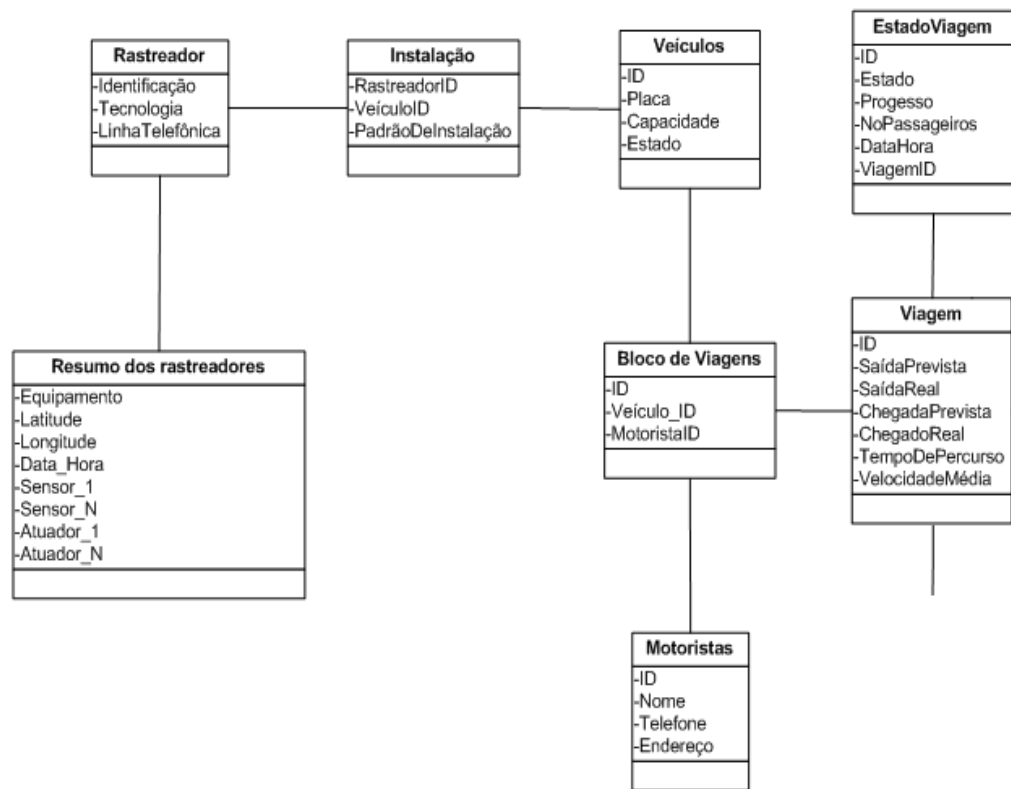 Rastreador
-Identificação
-Tecnologia
-LinhaTelefônica
Instalação
-RastreadorID
-VeículoID
-PadrãoDeInstalação
Veículos
-ID
-Placa
-Capacidade
-Estado
EstadoViagem
-ID
-Estado
-Progesso
-NoPassageiros
-DataHora
-ViagemID
Resumo dos rastreadores
-Equipamento
-Latitude
-Longitude
-Data_Hora
-Sensor_1
-Sensor_N
-Atuador_1
-Atuador_N
Bloco de Viagens
-ID
-Veículo_ID
-MotoristaID
Viagem
-ID
-SaídaPrevista
-SaídaReal
-ChegadaPrevista
-ChegadoReal
-TempoDePercurso
-VelocidadeMédia
Motoristas
-ID
-Nome
-Telefone
-Endereço